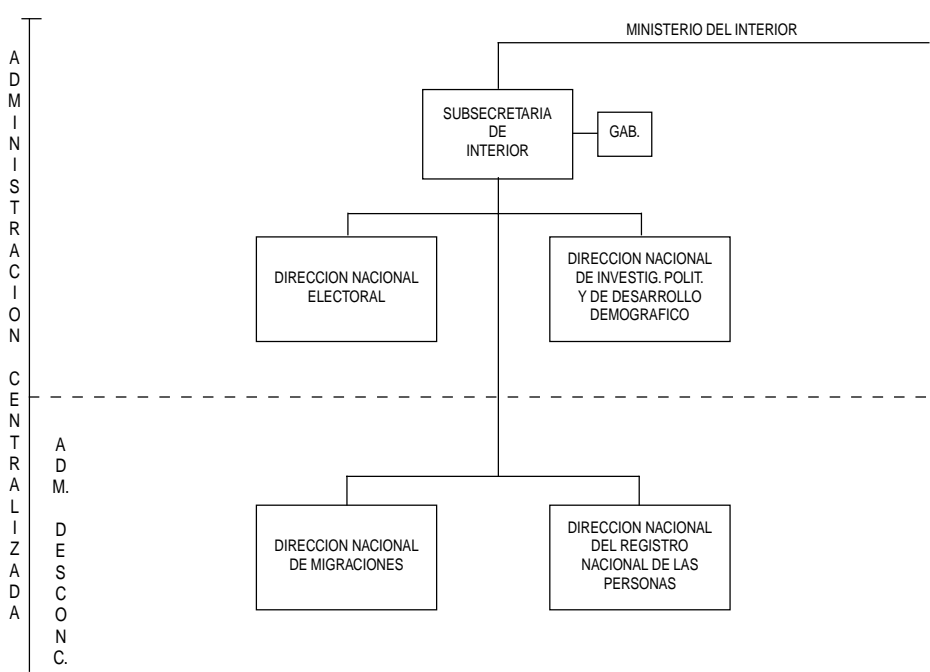 MINISTERIO DEL INTERIOR
SUBSECRETARIA
DE
INTERIOR
GAB.
DIRECCION NACIONAL
ELECTORAL
DIRECCION NACIONAL
DE INVESTIG. POLIT.
Y DE DESARROLLO
DEMOGRAFICO
DIRECCION NACIONAL
DE MIGRACIONES
DIRECCION NACIONAL
DEL REGISTRO
NACIONAL DE LAS
PERSONAS
ADMINISTRACION CENTRALIZADA
ADM. DESCONC.